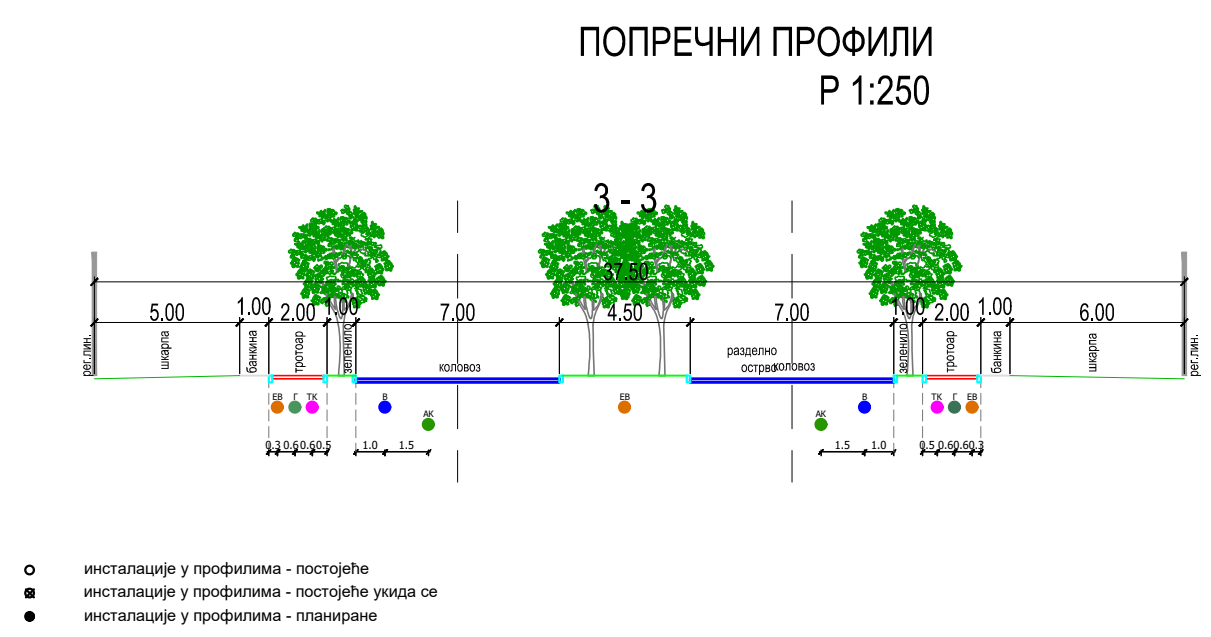 ПОПРЕЧНИ ПРОФИЛИ
Р 1:250
3 - 3
37.50
5.00 1.00 2.00 1.00 7.00 4.50 7.00 1.00 2.00 1.00 6.00
рег.лин. шкарпа банкина тротоар зеленило коловоз разделно острво коловоз зеленило тротоар банкина шкарпа рег.лин.
ЕВ Г ТК В ЕВ В ТК Г ЕВ
АК АК
0.3 0.6 0.6 0.5 1.0 1.5 1.5 1.0 0.5 0.6 0.6 0.3
инсталације у профилима - постојеће
инсталације у профилима - постојеће укида се
инсталације у профилима - планиране